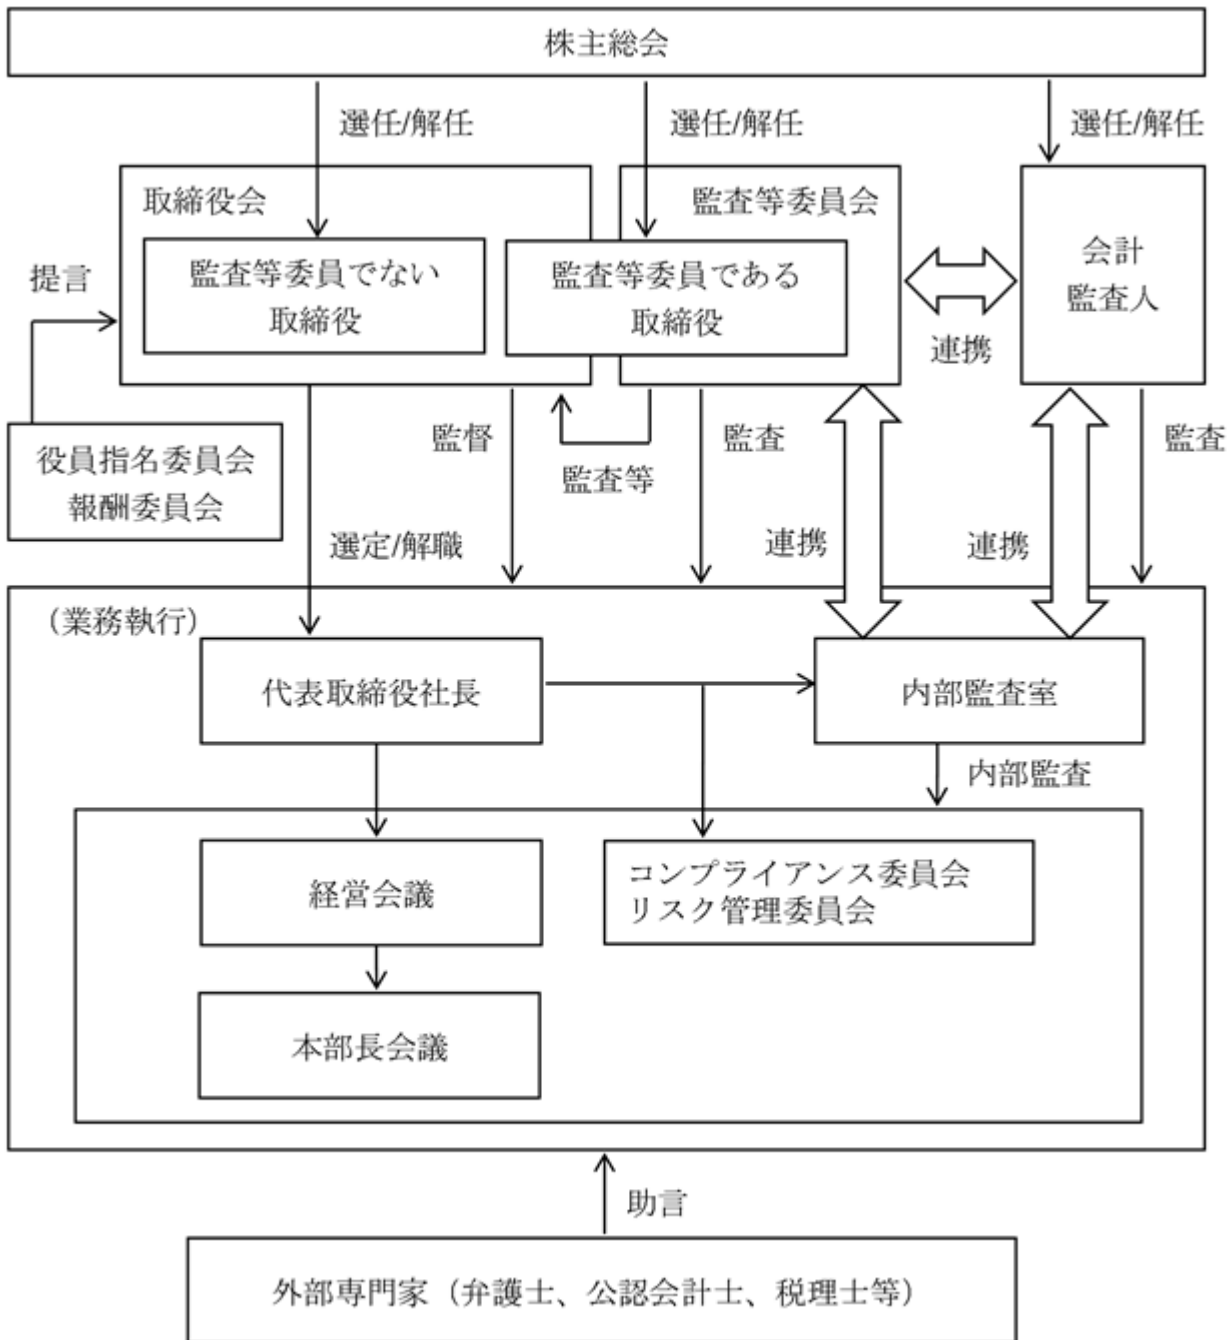 株主総会
選任/解任
選任/解任
選任/解任
取締役会
監査等委員会
監査等委員でない
取締役
監査等委員である
取締役
会計
監査人
提言
連携
役員指名委員会
報酬委員会
監督
監査等
監査
監査
選定/解職
連携
連携
（業務執行）
代表取締役社長
内部監査室
内部監査
経営会議
コンプライアンス委員会
リスク管理委員会
本部長会議
助言
外部専門家（弁護士、公認会計士、税理士等）